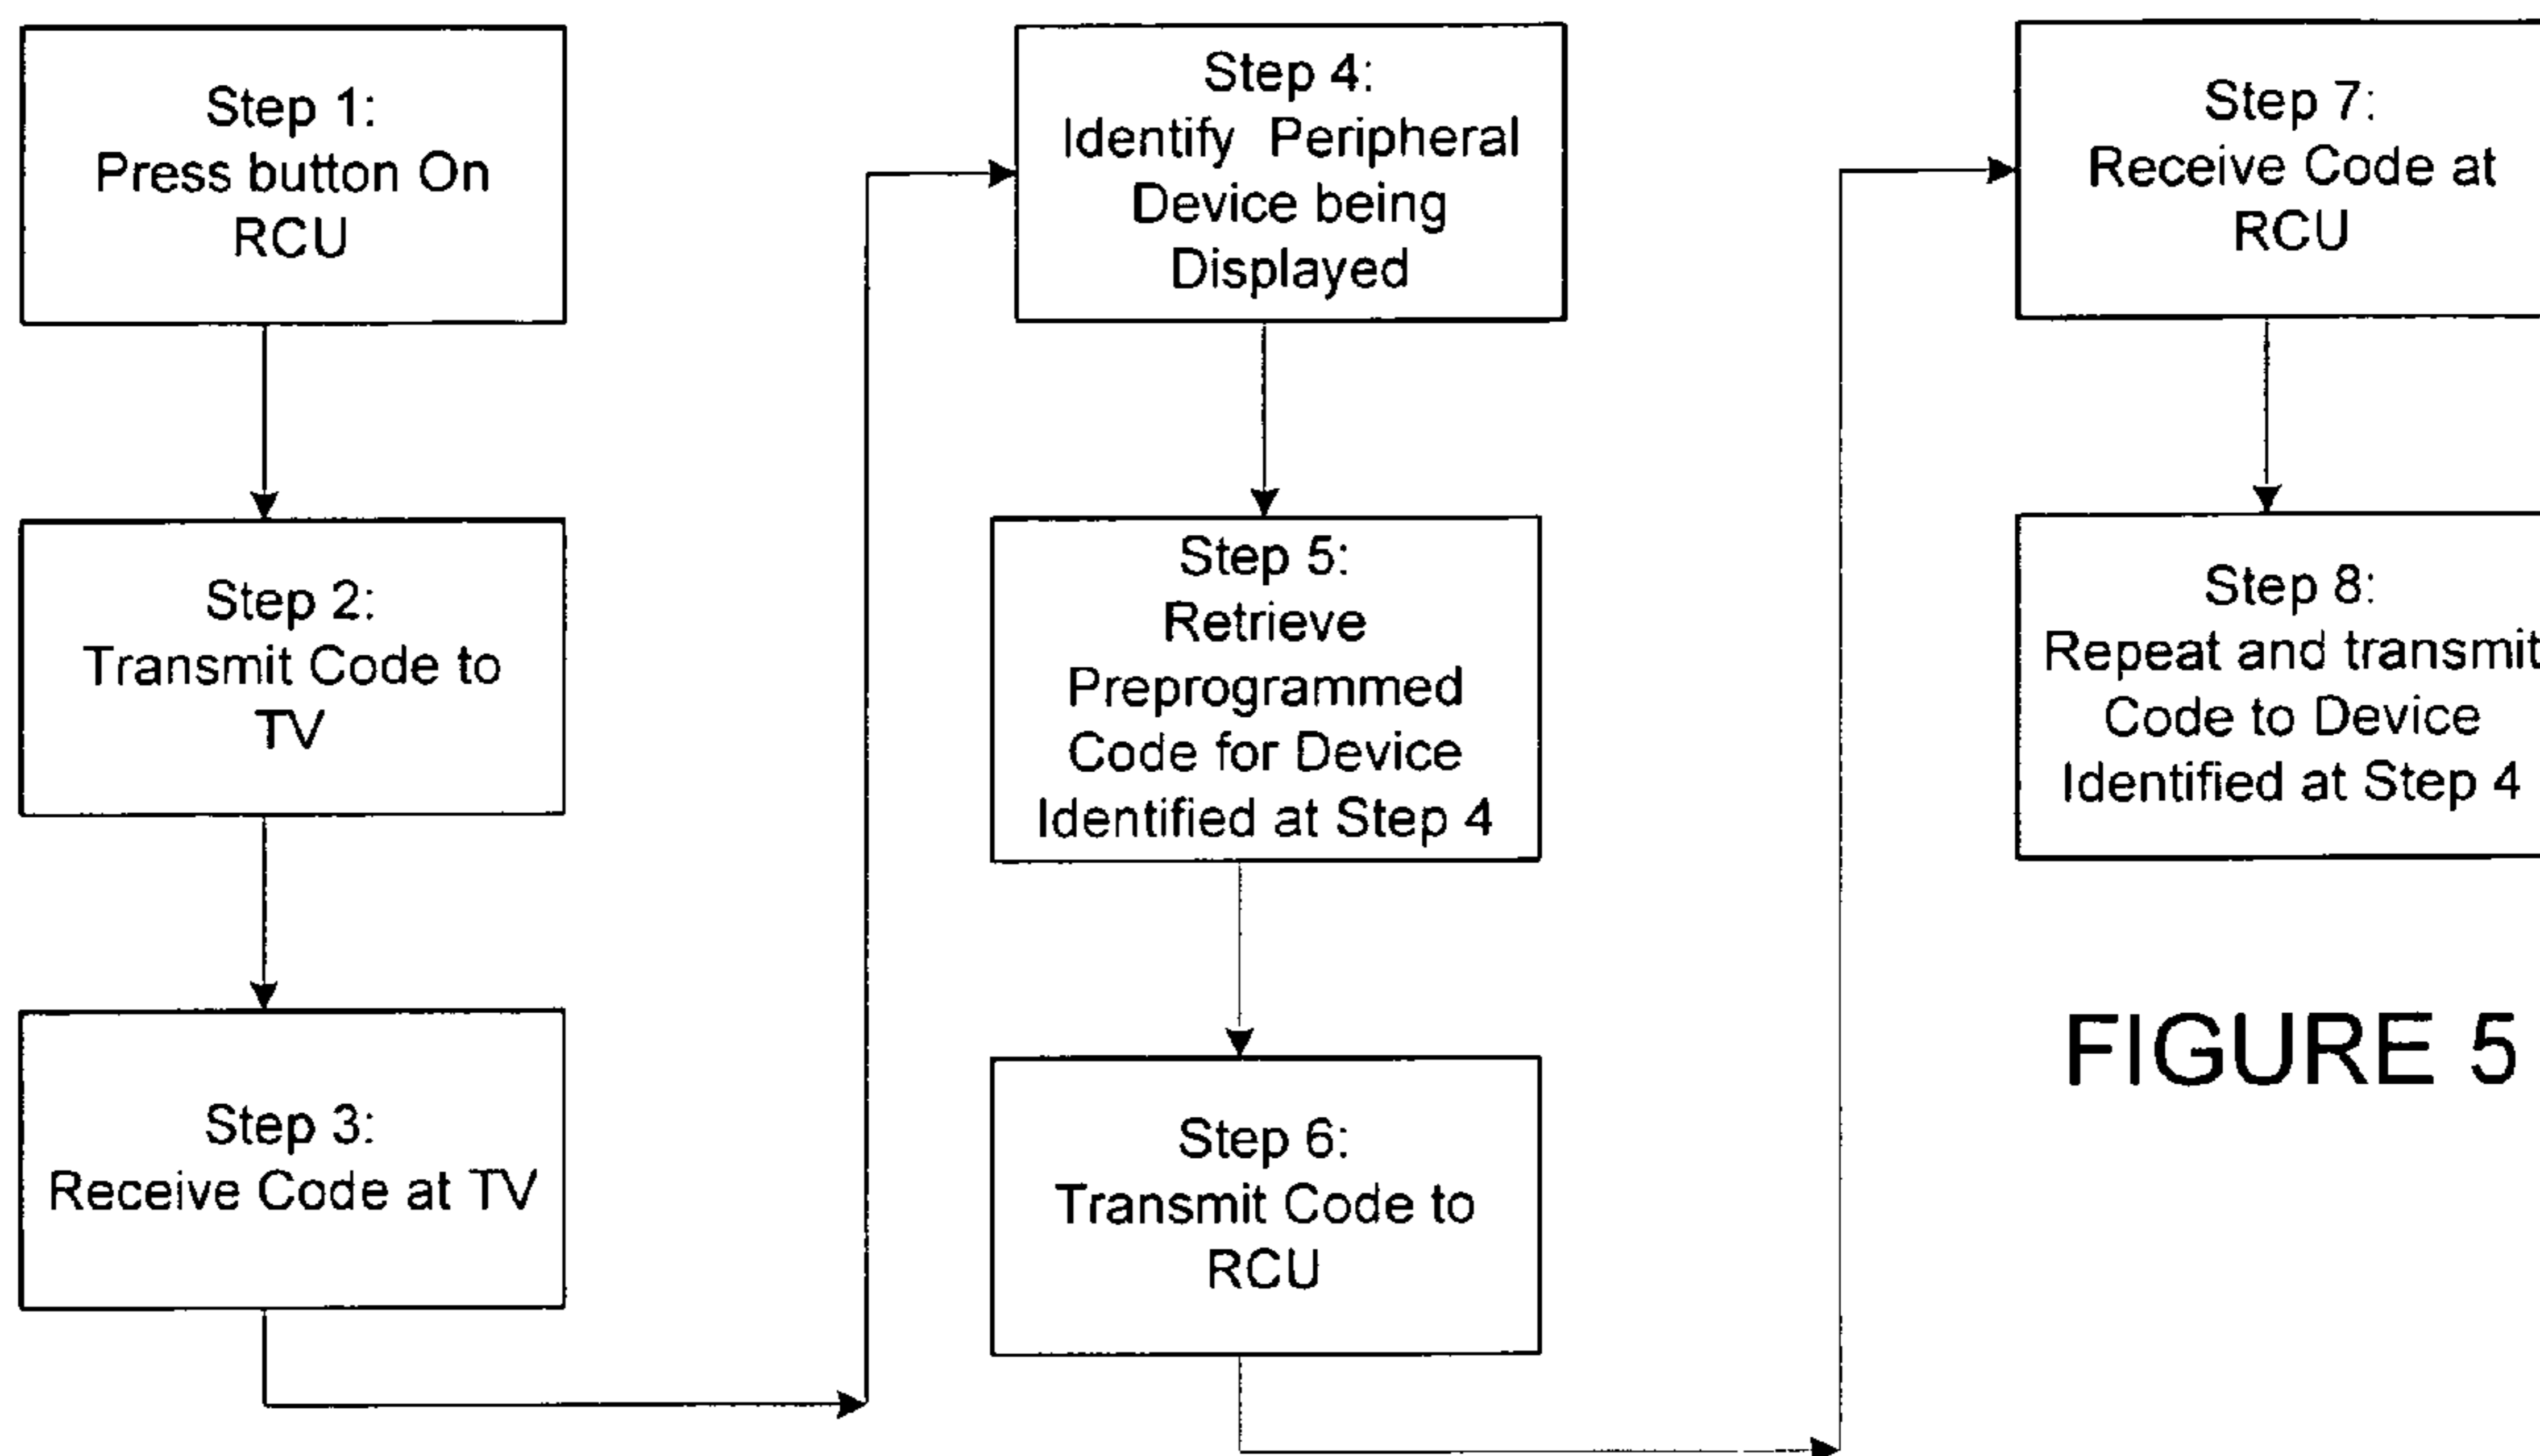 Step 1:
Press button On
RCU
Step 2:
Transmit Code to
TV
Step 3:
Receive Code at TV
Step 4:
Identify Peripheral
Device being
Displayed
Step 5:
Retrieve
Preprogrammed
Code for Device
Identified at Step 4
Step 6:
Transmit Code to
RCU
Step 7:
Receive Code at
RCU
Step 8:
Repeat and transmit
Code to Device
Identified at Step 4
FIGURE 5